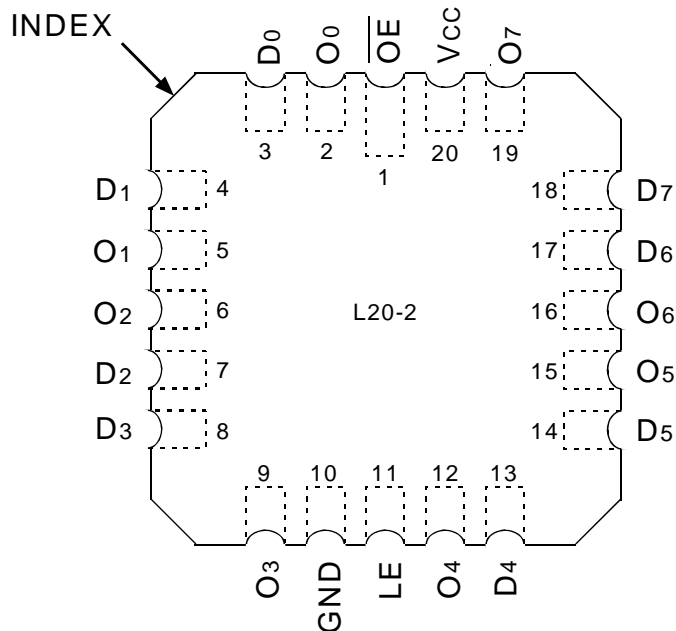 INDEX
D0 O0 OE VCC O7
3 2 1 20 19
D1 4 18 D7
O1 5 17 D6
O2 6 L20-2 16 O6
D2 7 15 O5
D3 8 14 D5
9 10 11 12 13
O3 GND LE O4 D4